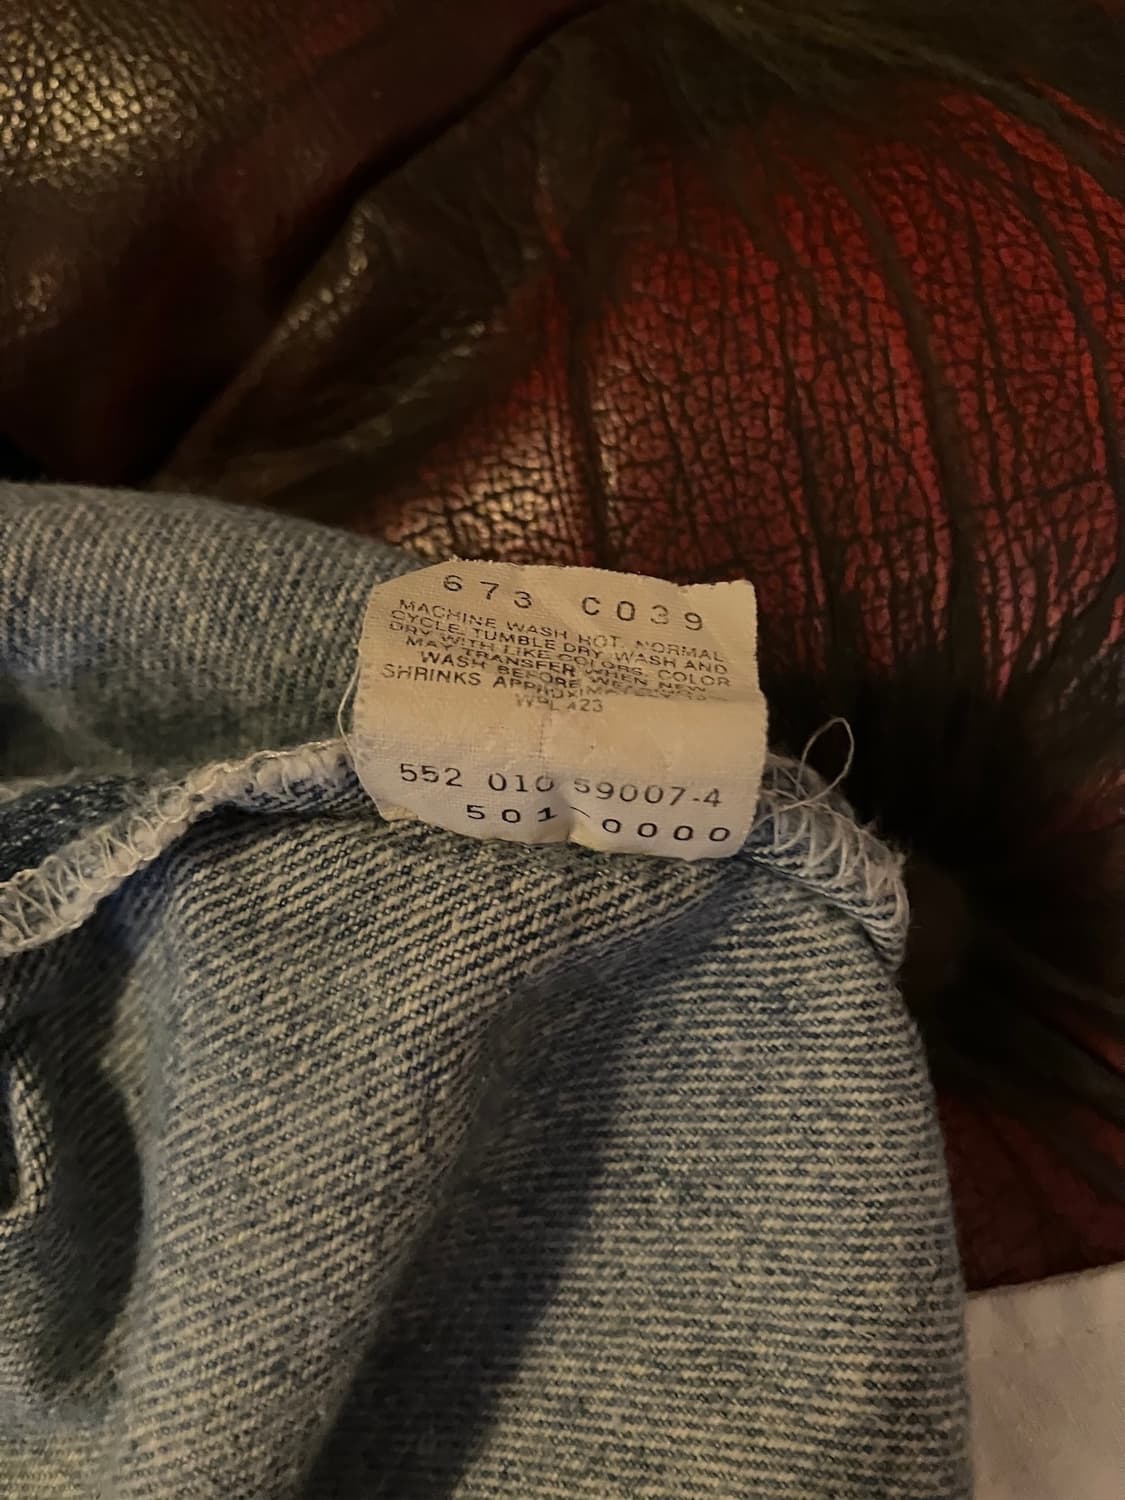 673 C039
MACHINE WASH HOT, NORMAL
CYCLE. TUMBLE DRY. WASH AND
DRY WITH LIKE COLORS. COLOR
MAY TRANSFER WHEN NEW.
WASH BEFORE WEARING
SHRINKS
WPL 423
552 010 59007-4
501-0000